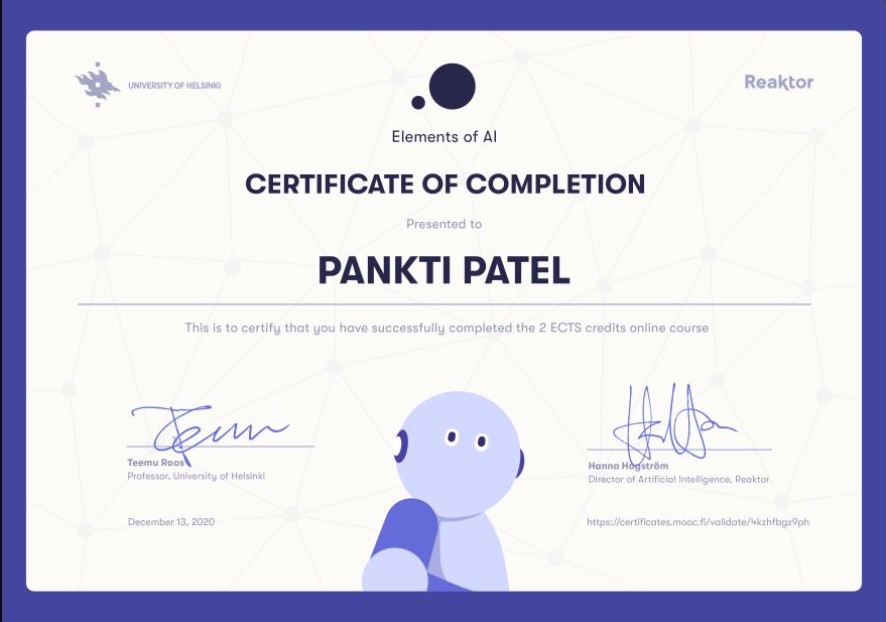 UNIVERSITY OF HELSINKI
Reaktor
Elements of AI
CERTIFICATE OF COMPLETION
Presented to
PANKTI PATEL
This is to certify that you have successfully completed the 2 ECTS credits online course
Teemu Roos
Professor, University of Helsinki
Hanna Hagström
Director of Artificial Intelligence, Reaktor
December 13, 2020
https://certificates.mooc.fi/validate/4kzhfbgz9ph